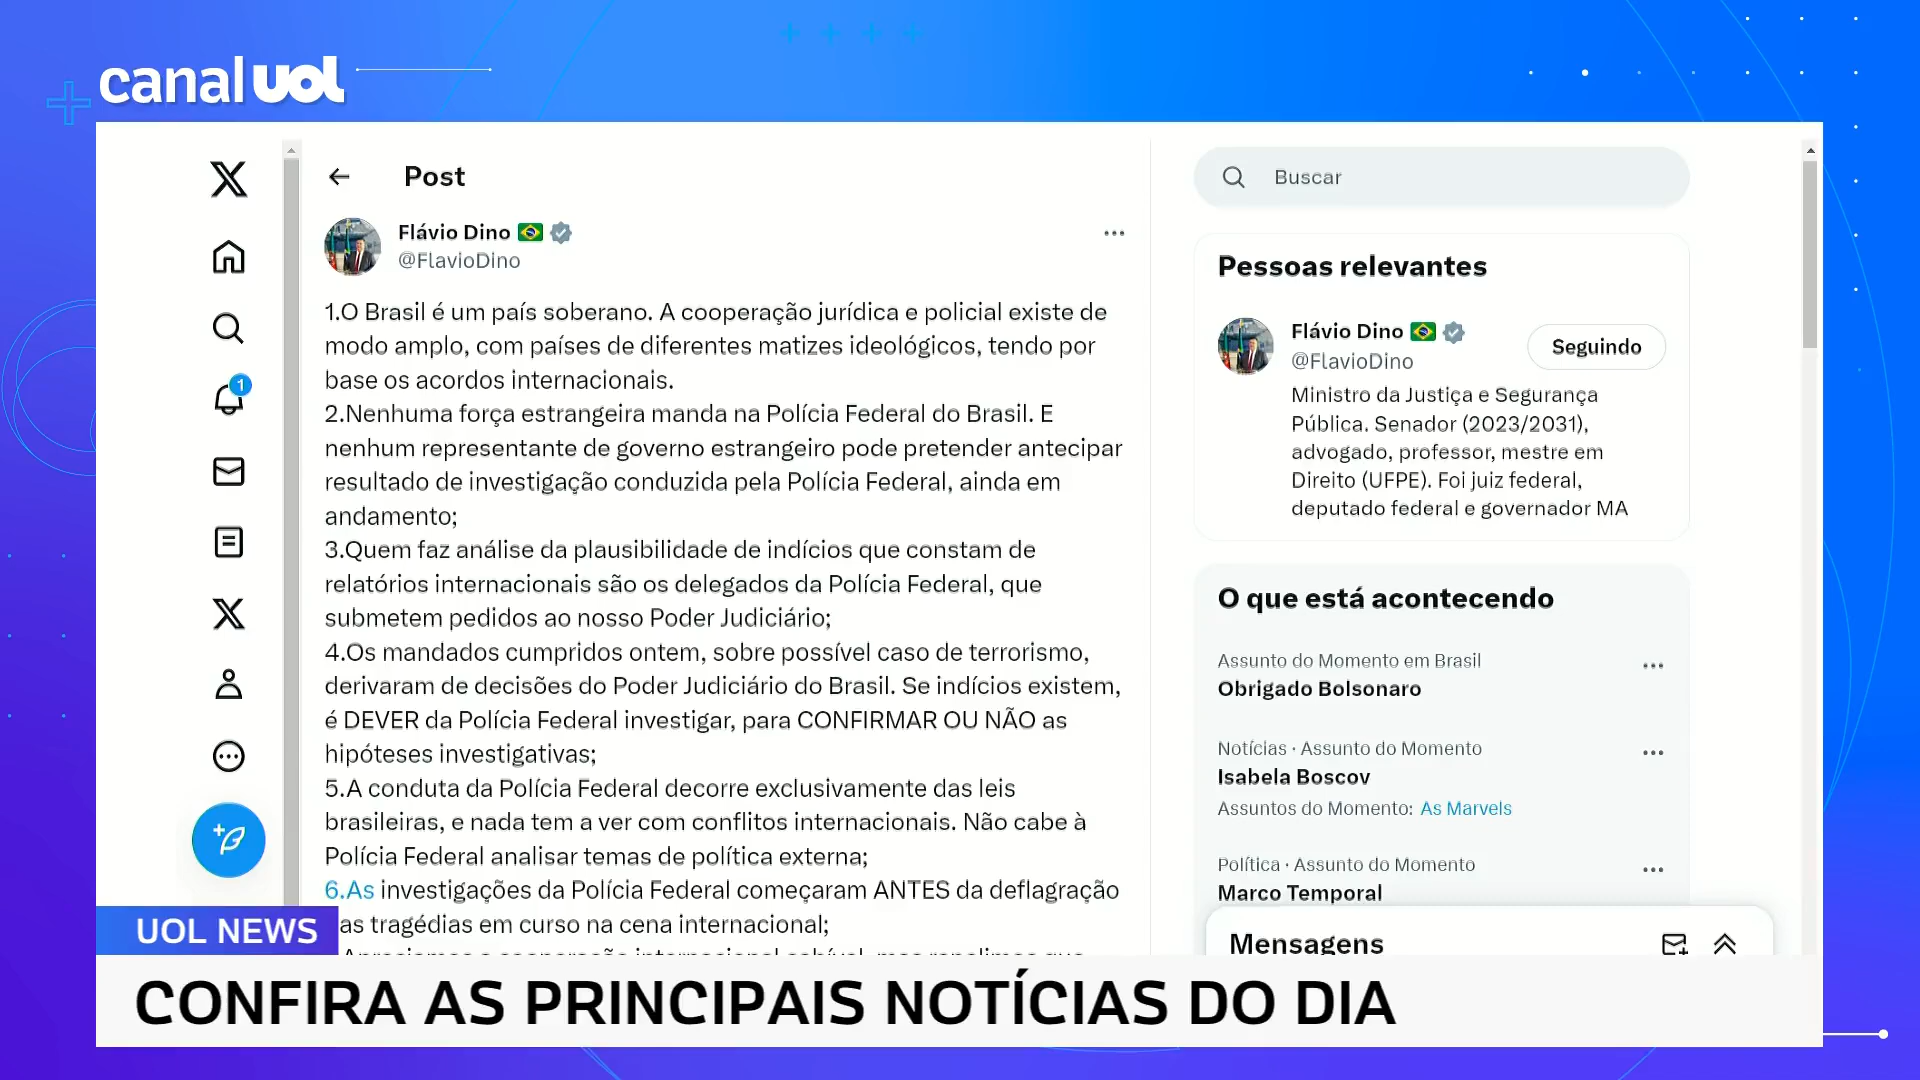 canal uol
Post
Flávio Dino
@FlavioDino
1.O Brasil é um país soberano. A cooperação jurídica e policial existe de
modo amplo, com países de diferentes matizes ideológicos, tendo por
base os acordos internacionais.
2.Nenhuma força estrangeira manda na Polícia Federal do Brasil. E
nenhum representante de governo estrangeiro pode pretender antecipar
resultado de investigação conduzida pela Polícia Federal, ainda em
andamento;
3.Quem faz análise da plausibilidade de indícios que constam de
relatórios internacionais são os delegados da Polícia Federal, que
submetem pedidos ao nosso Poder Judiciário;
4.Os mandados cumpridos ontem, sobre possível caso de terrorismo,
derivaram de decisões do Poder Judiciário do Brasil. Se indícios existem,
é DEVER da Polícia Federal investigar, para CONFIRMAR OU NÃO as
hipóteses investigativas;
5.A conduta da Polícia Federal decorre exclusivamente das leis
brasileiras, e nada tem a ver com conflitos internacionais. Não cabe à
Polícia Federal analisar temas de política externa;
6.As investigações da Polícia Federal começaram ANTES da deflagração
as tragédias em curso na cena internacional;
1
Buscar
Pessoas relevantes
Flávio Dino
@FlavioDino
Seguindo
Ministro da Justiça e Segurança
Pública. Senador (2023/2031),
advogado, professor, mestre em
Direito (UFPE). Foi juiz federal,
deputado federal e governador MA
O que está acontecendo
Assunto do Momento em Brasil
Obrigado Bolsonaro
Notícias · Assunto do Momento
Isabela Boscov
Assuntos do Momento: As Marvels
Política · Assunto do Momento
Marco Temporal
Mensagens
UOL NEWS
CONFIRA AS PRINCIPAIS NOTÍCIAS DO DIA